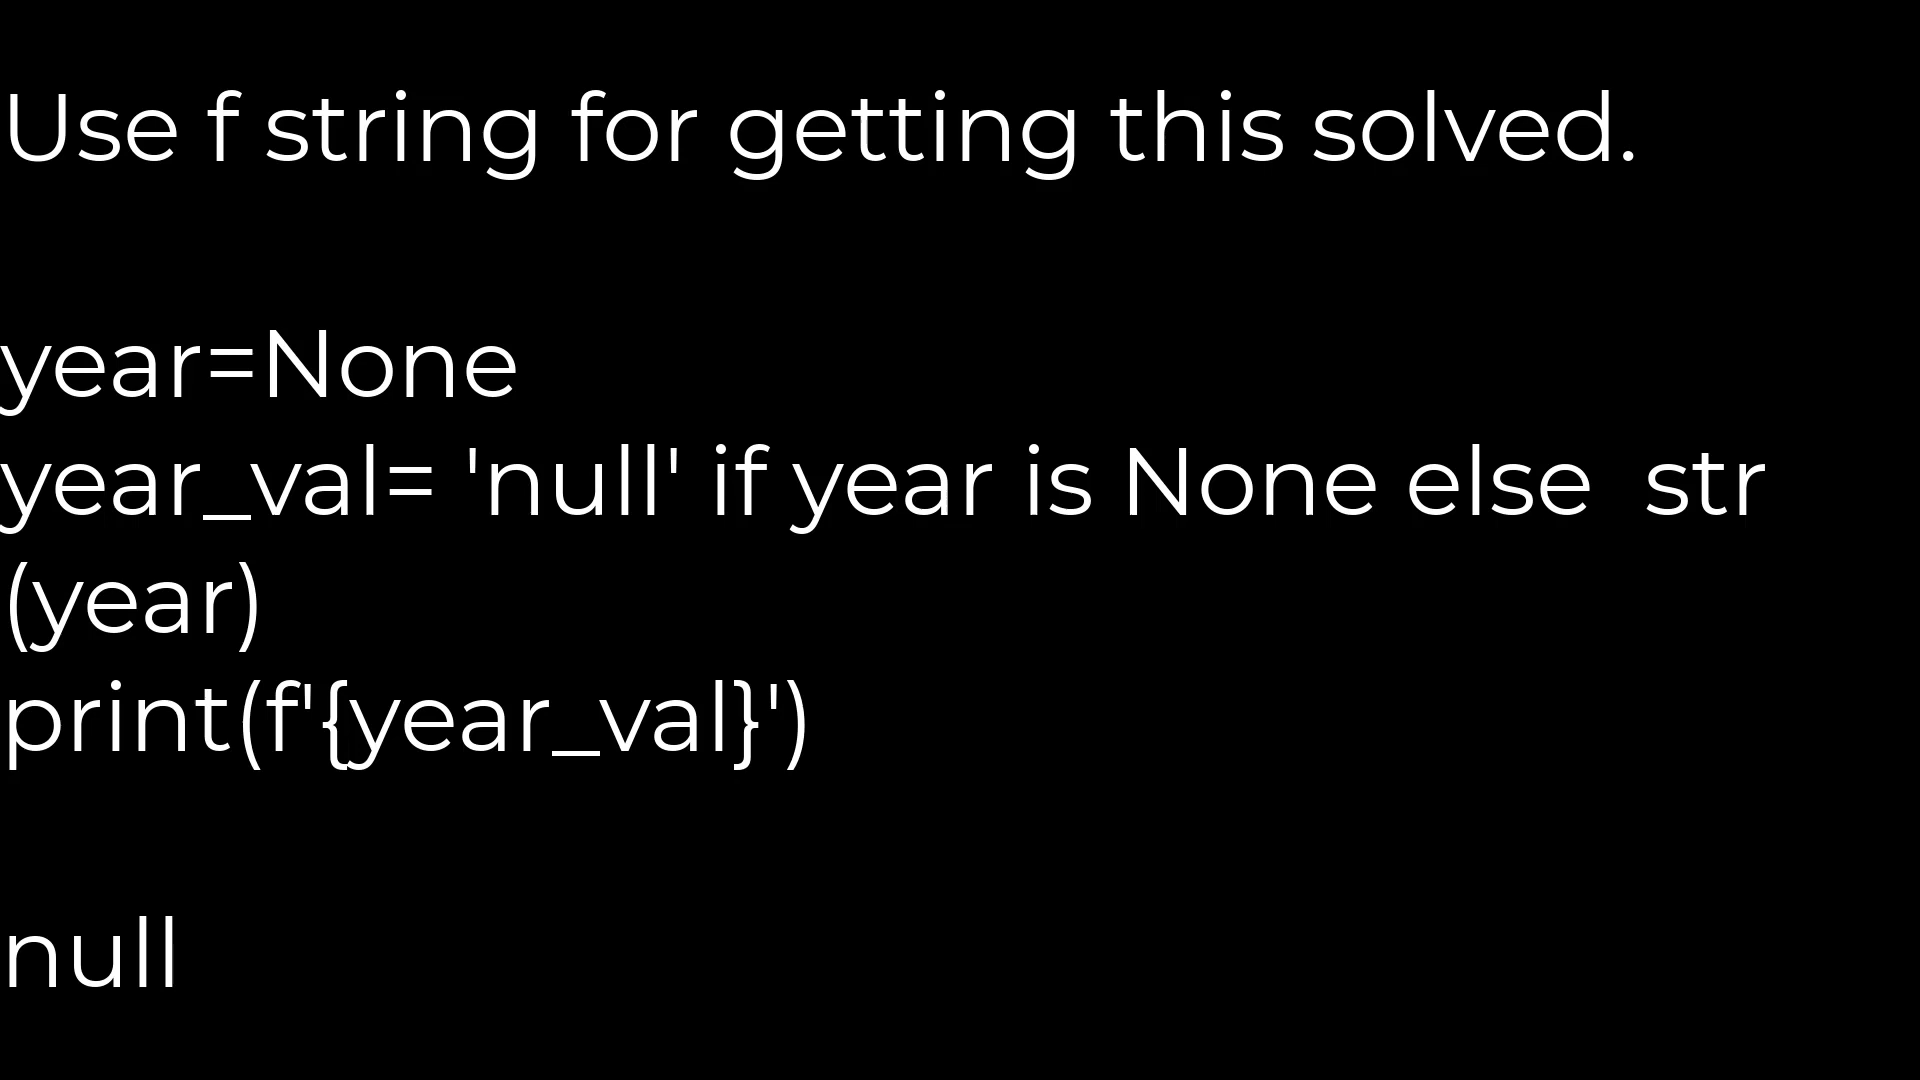 Use f string for getting this solved.
year=None
year_val= 'null' if year is None else  str
(year)
print(f'{year_val}')
null